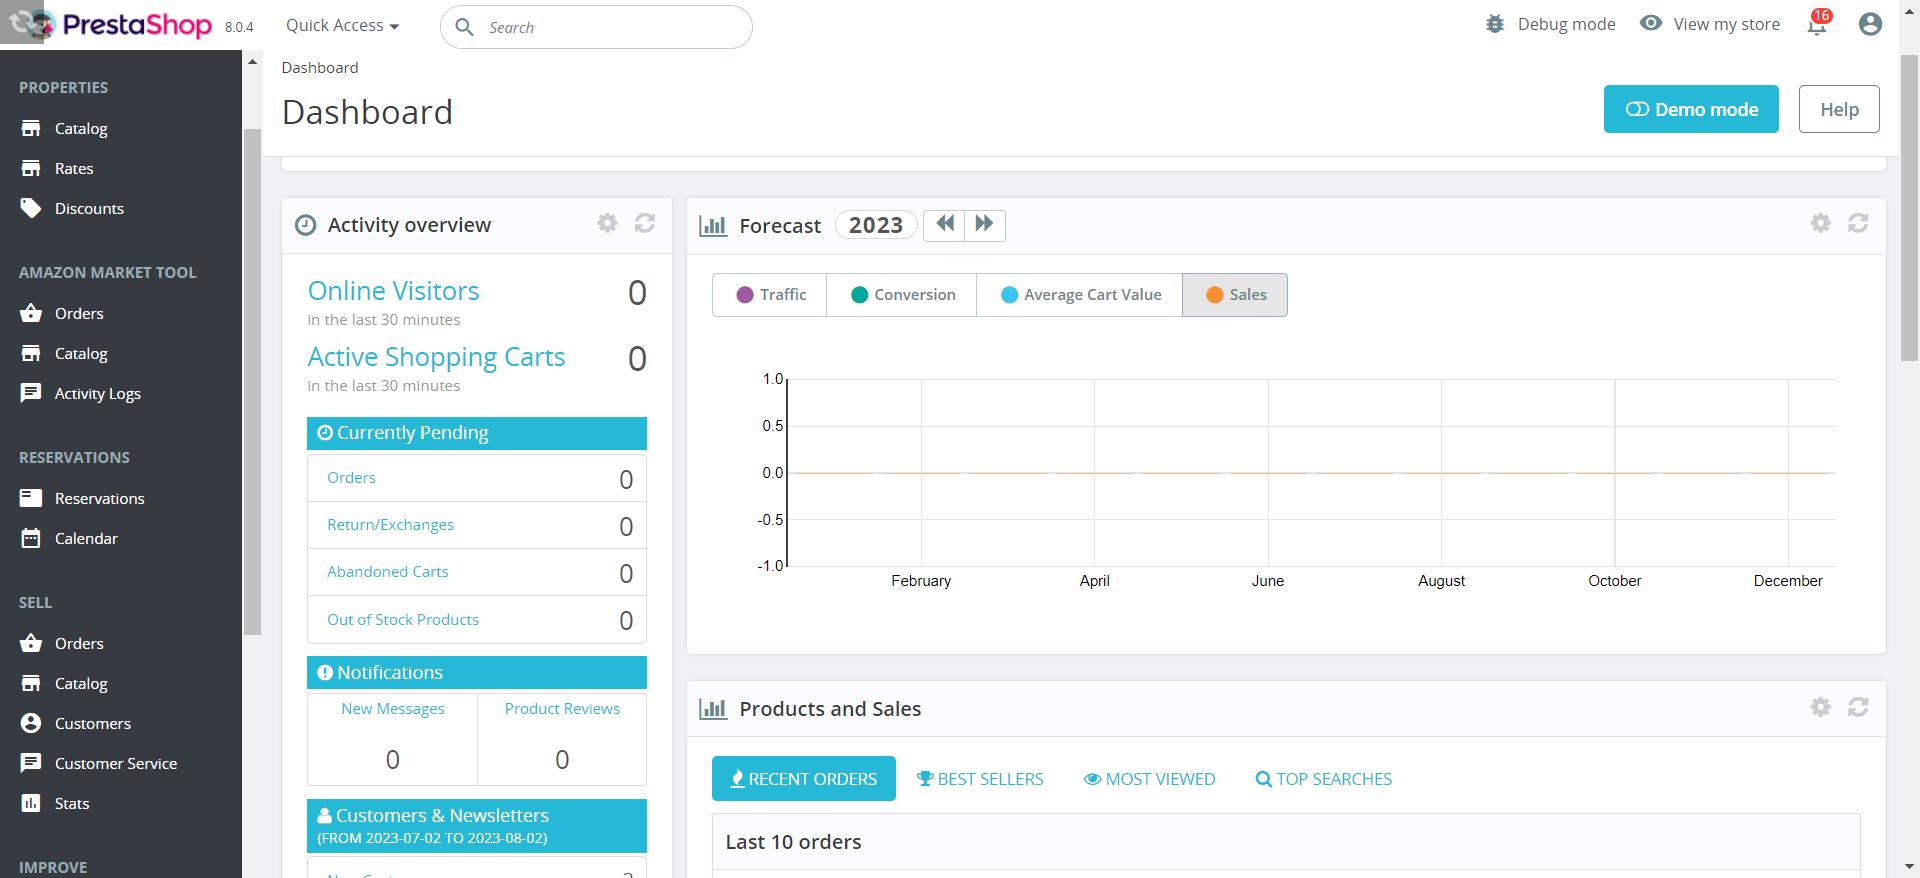 PrestaShop 8.0.4
Quick Access
Search
Debug mode
View my store
16
PROPERTIES
Catalog
Rates
Discounts
AMAZON MARKET TOOL
Orders
Catalog
Activity Logs
RESERVATIONS
Reservations
Calendar
SELL
Orders
Catalog
Customers
Customer Service
Stats
IMPROVE
Dashboard
Dashboard
Demo mode
Help
Activity overview
Online Visitors 0
in the last 30 minutes
Active Shopping Carts 0
in the last 30 minutes
Currently Pending
Orders 0
Return/Exchanges 0
Abandoned Carts 0
Out of Stock Products 0
Notifications
New Messages Product Reviews
0 0
Customers & Newsletters
(FROM 2023-07-02 TO 2023-08-02)
Forecast 2023
Traffic Conversion Average Cart Value Sales
1.0
0.5
0.0
-0.5
-1.0
February April June August October December
Products and Sales
RECENT ORDERS BEST SELLERS MOST VIEWED TOP SEARCHES
Last 10 orders